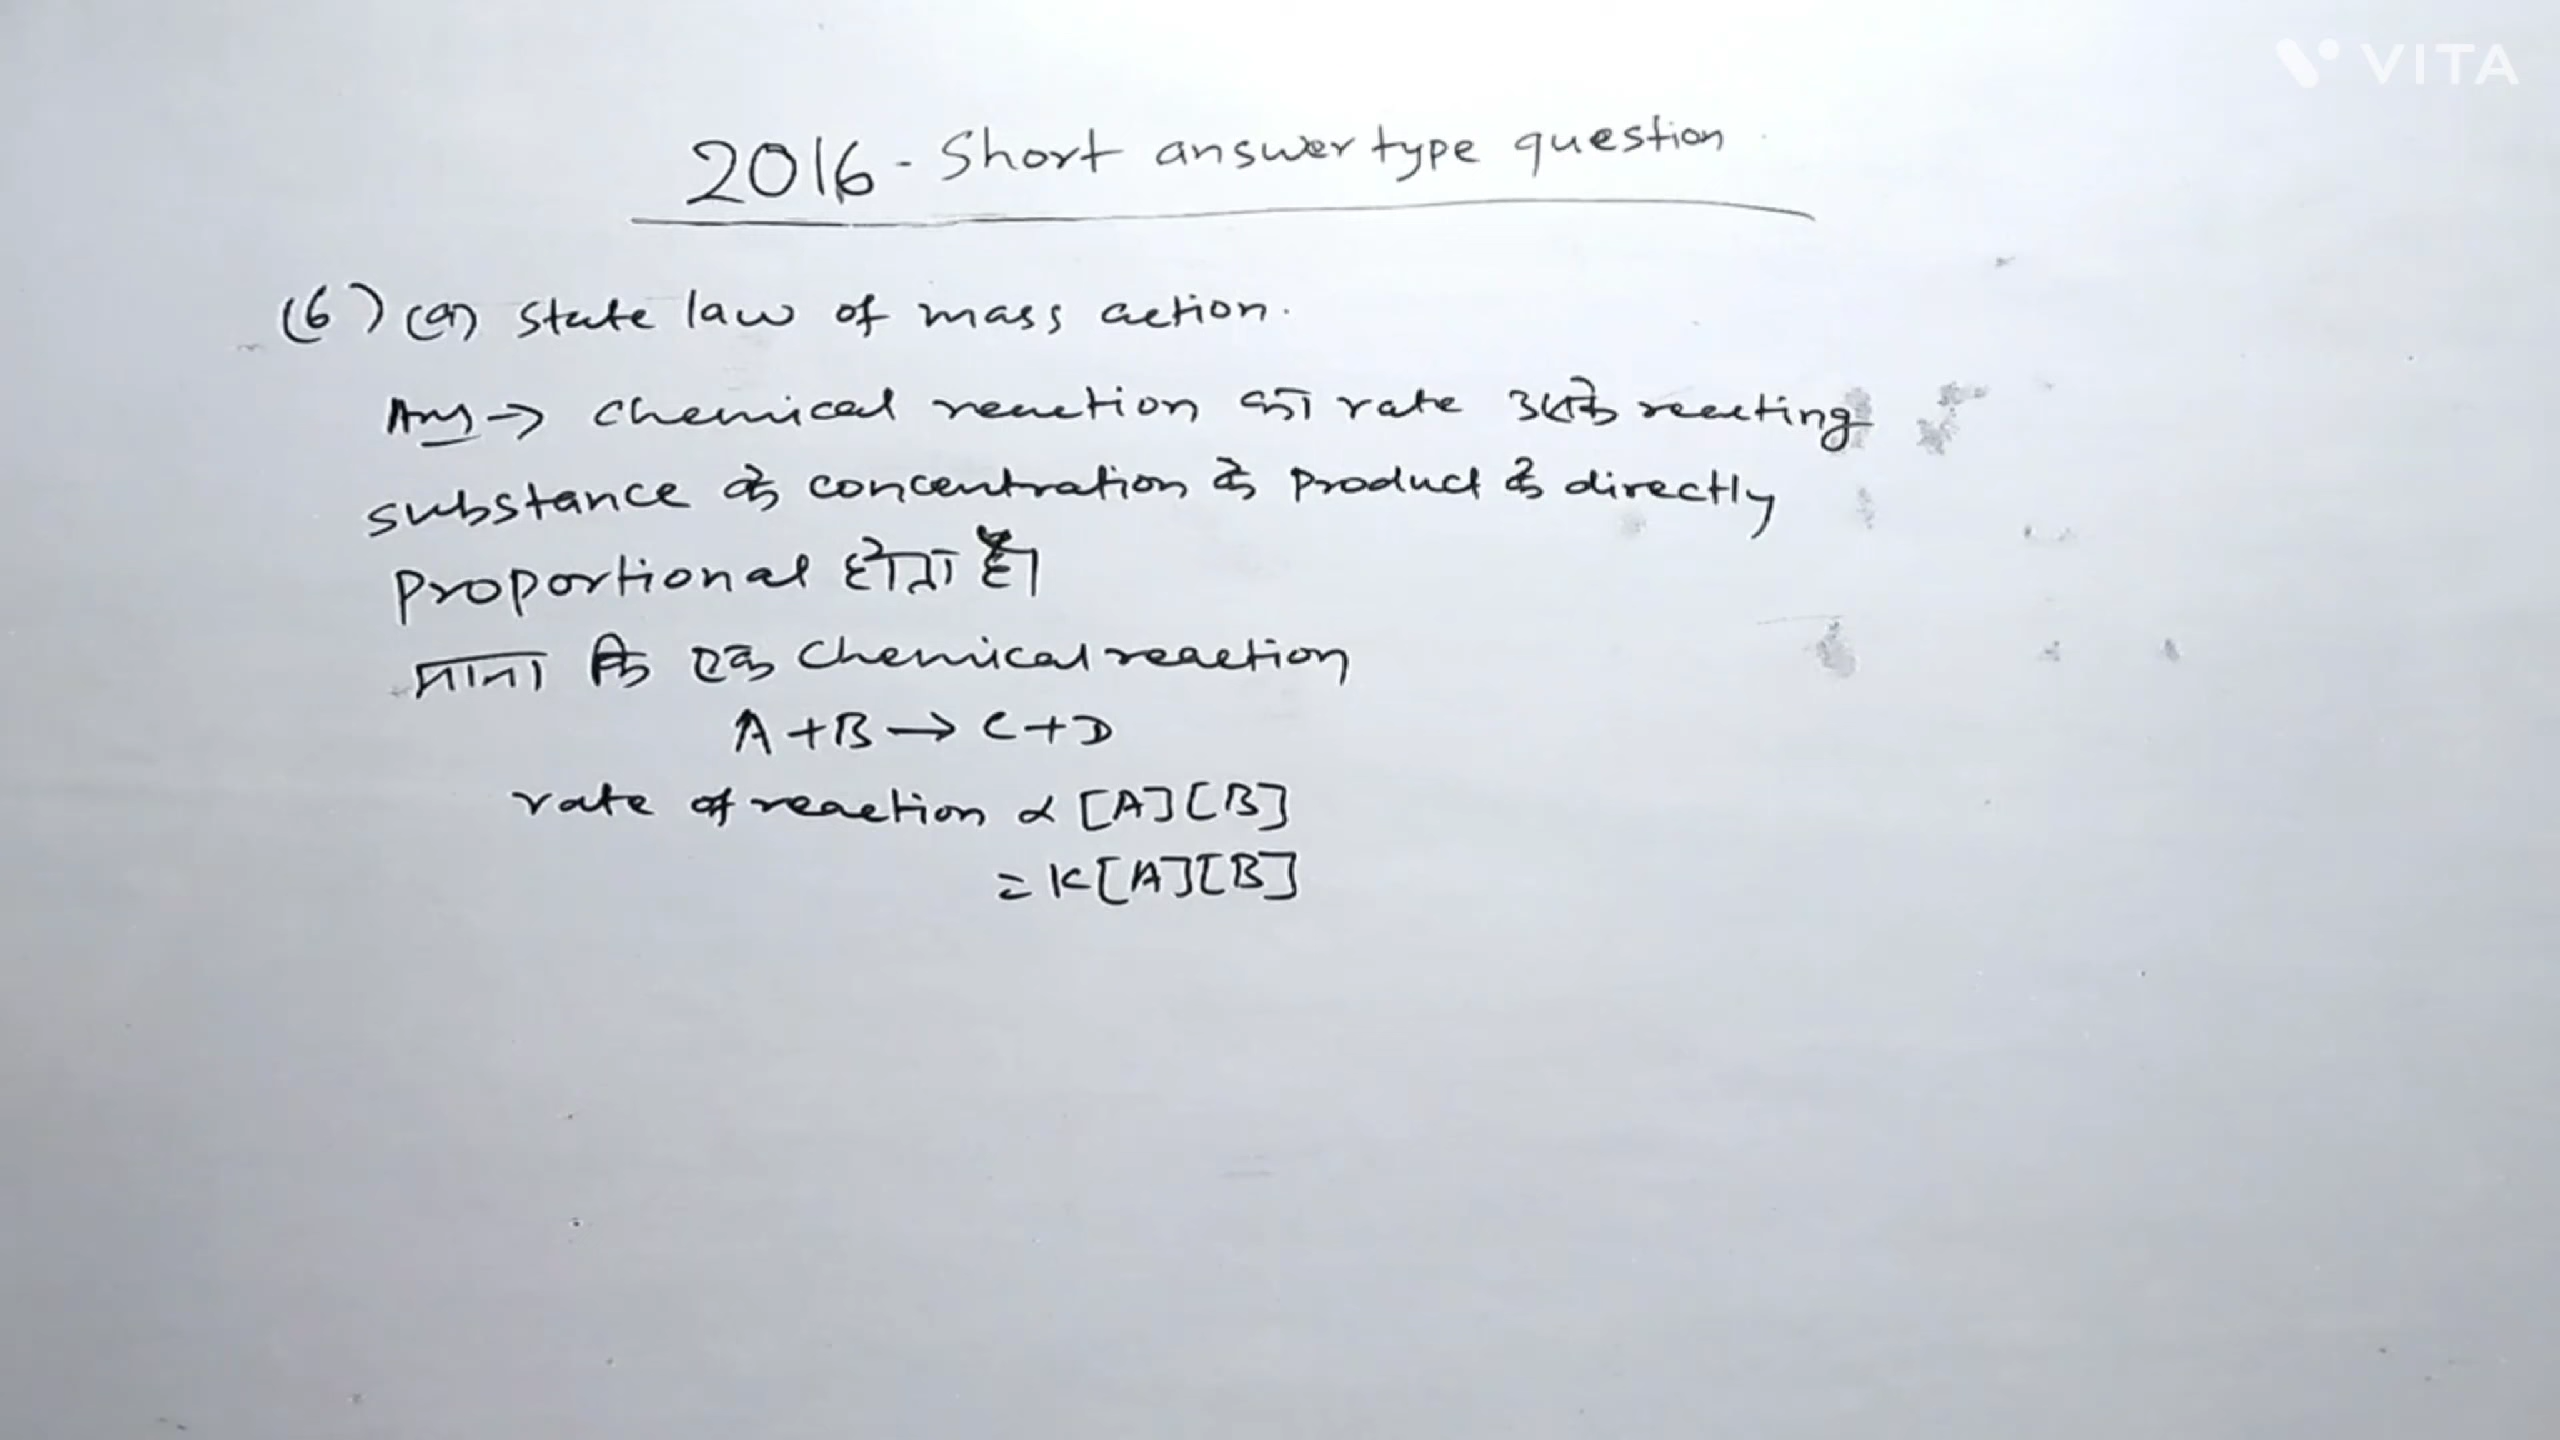 VITA
2016 - Short answer type question
(6) (a) State law of mass action.
Ans → Chemical reaction का rate उसके reacting
substance के concentration के product के directly
proportional होता है।
माना कि एक Chemical reaction
A + B → C + D
rate of reaction ∝ [A][B]
= K[A][B]